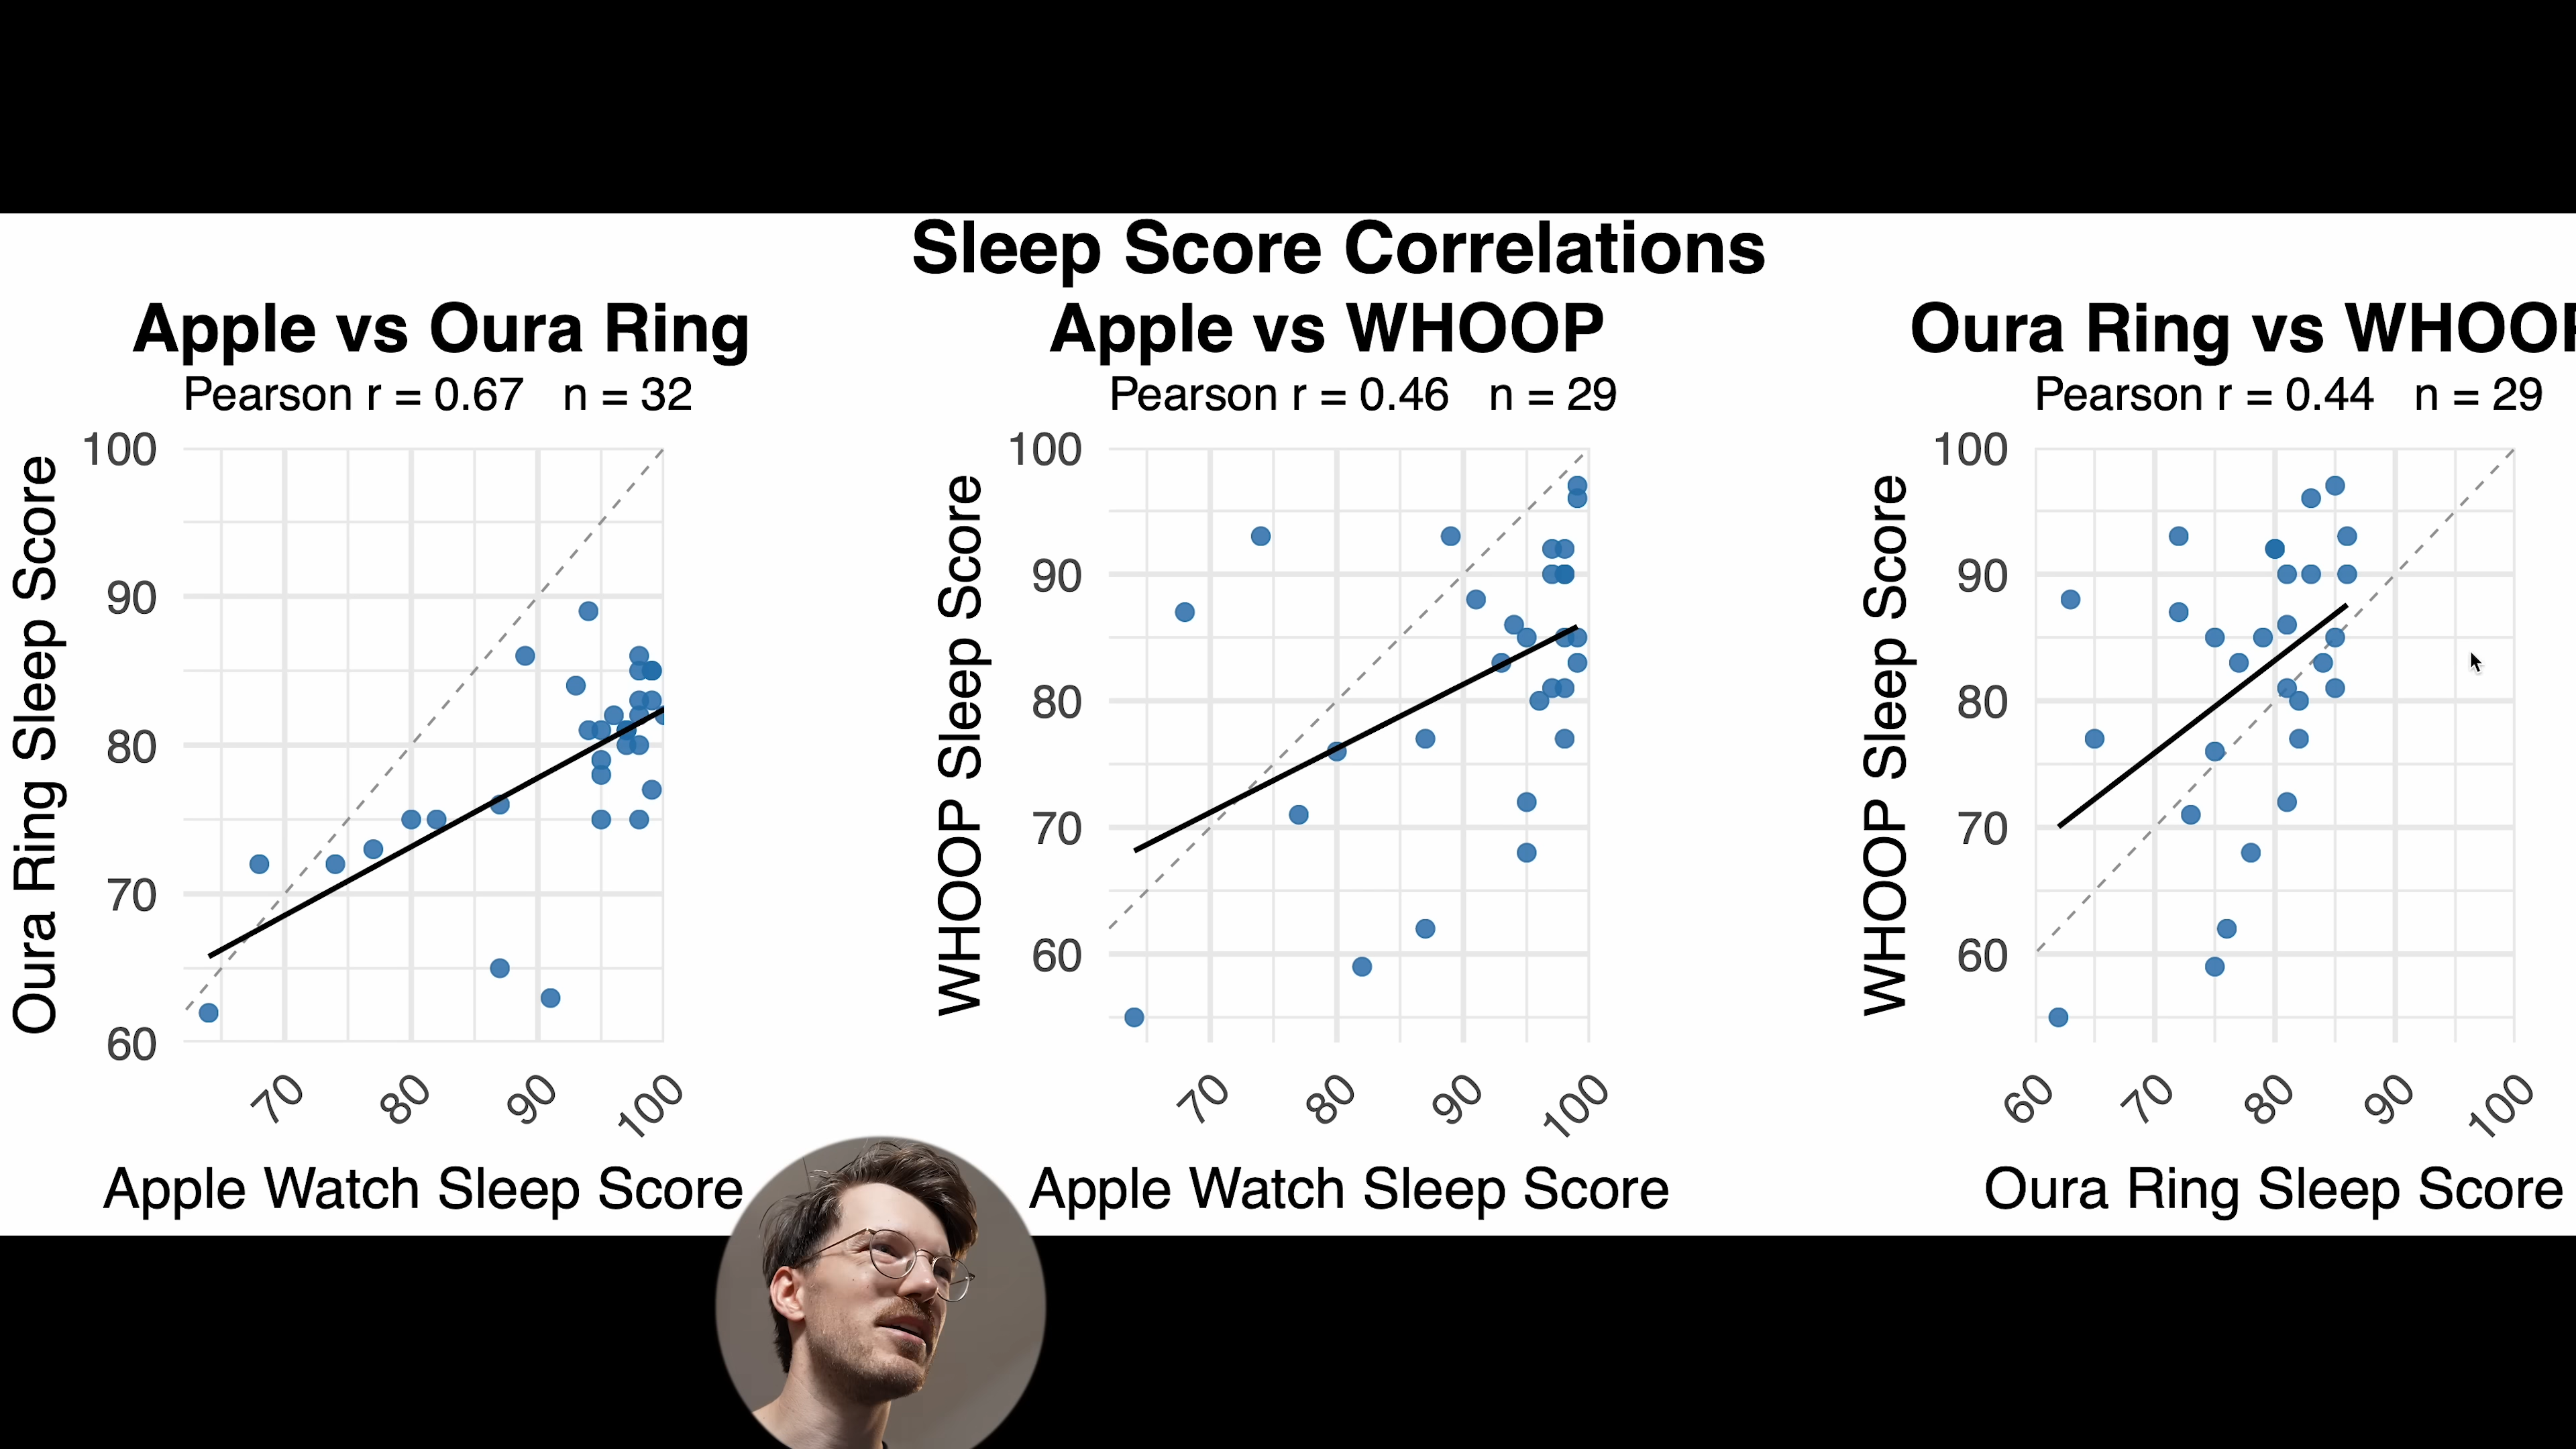 Sleep Score Correlations
Apple vs Oura Ring
Pearson r = 0.67 n = 32
Oura Ring Sleep Score
100
90
80
70
60
70
80
90
100
Apple Watch Sleep Score
Apple vs WHOOP
Pearson r = 0.46 n = 29
WHOOP Sleep Score
100
90
80
70
60
70
80
90
100
Apple Watch Sleep Score
Oura Ring vs WHOOP
Pearson r = 0.44 n = 29
WHOOP Sleep Score
100
90
80
70
60
60
70
80
90
100
Oura Ring Sleep Score